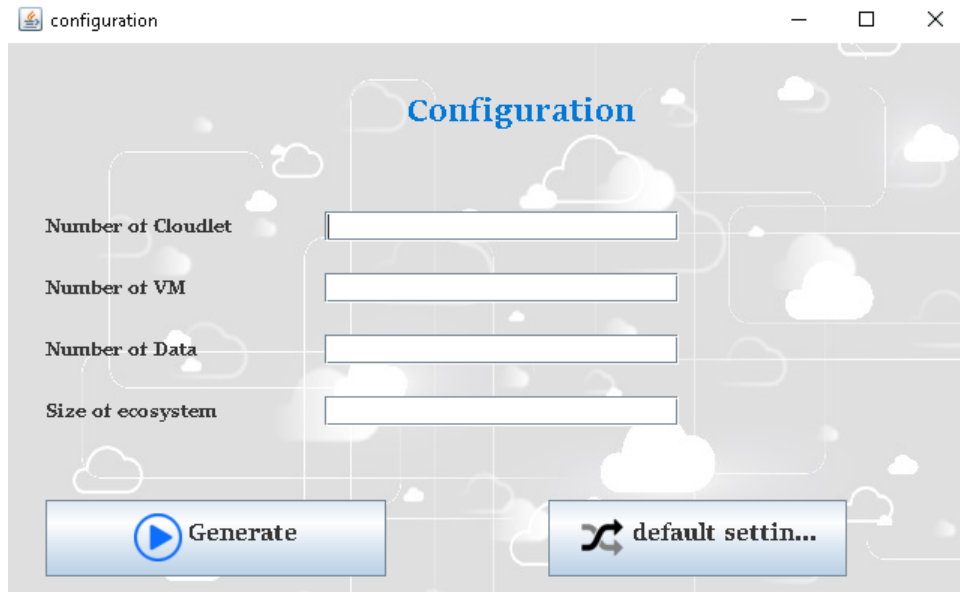 configuration
Configuration
Number of Cloudlet
Number of VM
Number of Data
Size of ecosystem
Generate
default settin...